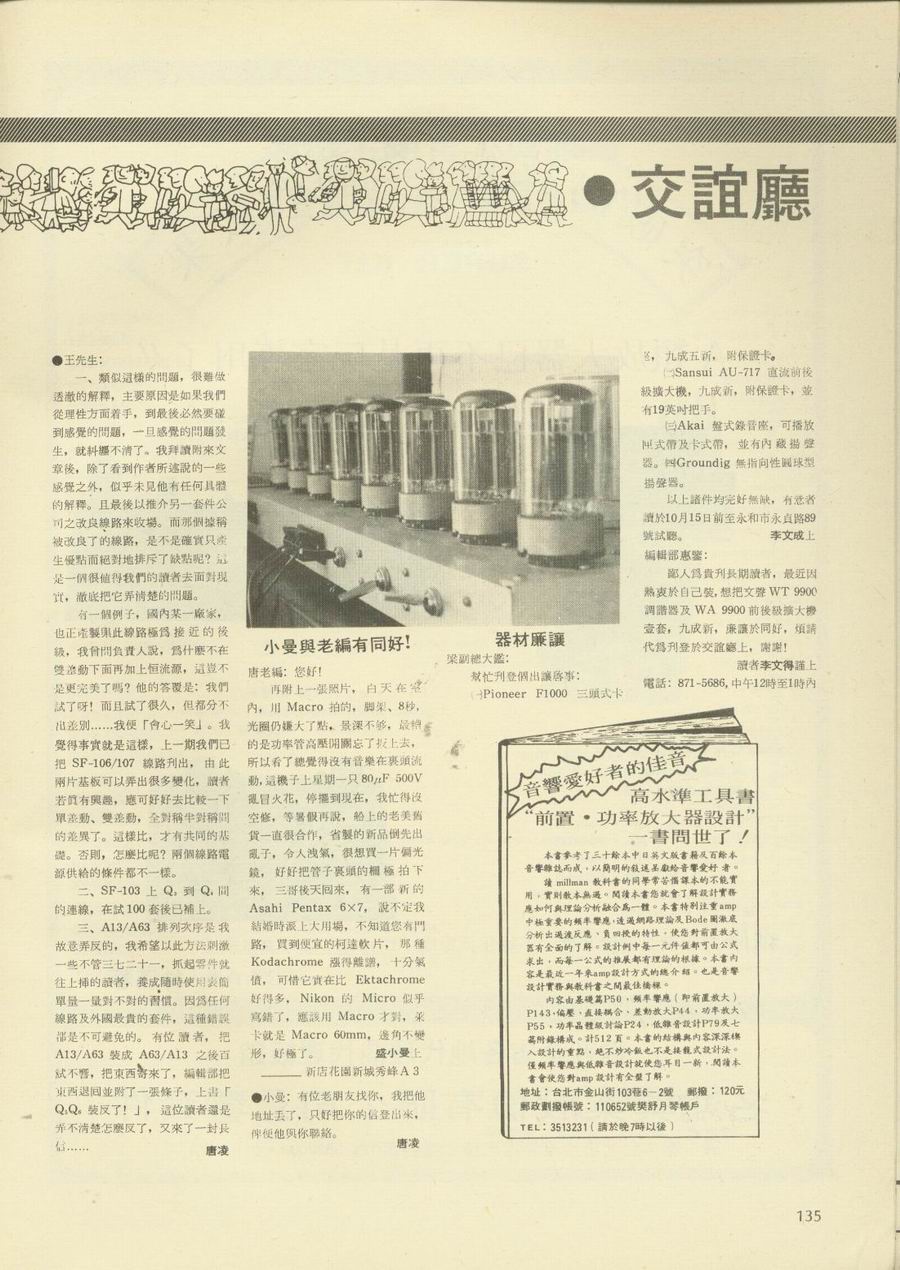 ●交誼廳
●王先生：
一、類似這樣的問題，很難做
透澈的解釋，主要原因是如果我們
從理性方面着手，到最後必然要碰
到感覺的問題，一旦感覺的問題發
生，就糾纒不清了。我拜讀附來文
章後，除了看到作者所述說的一些
感覺之外，似乎未見他有任何具體
的解釋。且最後以推介另一套件公
司之改良線路來收場。而那個據稱
被改良了的線路，是不是確實只產
生優點而絕對地排斥了缺點呢？這
是一個很值得我們的讀者去面對現
實，澈底把它弄清楚的問題。
有一個例子，國內某一廠家，
也正產製與此線路極爲接近的後
級，我曾問負責人說，爲什麼不在
雙差動下面再加上恒流源，這豈不
是更完美了嗎？他的答覆是：我們
試了呀！而且試了很久，但都分不
出差別……我便「會心一笑」。我
覺得事實就是這樣，上一期我們已
把 SF-106/107 線路列出，由此
兩片基板可以弄出很多變化，讀者
若眞有興趣，應可好好去比較一下
單差動、雙差動，全對稱半對稱間
的差異了。這樣比，才有共同的基
礎。否則，怎麼比呢？兩個線路電
源供給的條件都不一樣。
二、SF-103 上 Q₃ 到 Q₄ 間
的連線，在試100套後已補上。
三、A13/A63 排列次序是我
故意弄反的，我希望以此方法刺激
一些不管三七二十一，抓起零件就
往上揷的讀者，養成隨時使用表簡
單量一量對不對的習慣。因爲任何
線路及外國最貴的套件，這種錯誤
都是不可避免的。有位讀者，把
A13/A63 裝成 A63/A13 之後百
試不響，把東西寄來了，編輯部把
東西退回並附了一張條子，上書「
裝反了！」，這位讀者還是
弄不清楚怎麼反了，又來了一封長
信……
唐凌
小曼與老編有同好！
唐老編：您好！
再附上一張照片，白天在室
內，用 Macro 拍的，脚架、8秒，
光圈仍嫌大了點，景深不够，最糟
的是功率管高壓開關忘了扳上去，
所以看了總覺得沒有音樂在裏頭流
動，這機子上星期一只 80μF 500V
亂冒火花，停擺到現在，我忙得沒
空修，等暑假再說，船上的老美舊
貨一直很合作，省製的新品倒先出
亂子，令人洩氣，很想買一片偏光
鏡，好好把管子裏頭的柵極拍下
來，三哥後天回來，有一部新的
Asahi Pentax 6×7，說不定我
結婚時派上大用場，不知道您有門
路，買到便宜的柯達軟片，那種
Kodachrome 漲得離譜，十分氣
憤，可惜它實在比 Ektachrome
好得多，Nikon 的 Micro 似乎
寫錯了，應該用 Macro 才對，萊
卡就是 Macro 60mm，邊角不變
形，好極了。 盛小曼上
新店花園新城秀峰A3
●小曼：有位老朋友找你，我把他
地址丟了，只好把你的信登出來，
俾便他與你聯絡。
唐凌
器材廉讓
梁副總大鑑：
幫忙刋登個出讓啓事：
㈠Pioneer F1000 三頭式卡
座，九成五新，附保證卡。
㈡Sansui AU-717 直流前後
級擴大機，九成新，附保證卡，並
有19英吋把手。
㈢Akai 盤式錄音座，可播放
匣式帶及卡式帶，並有內藏揚聲
器。㈣Groundig 無指向性圓球型
揚聲器。
以上諸件均完好無缺，有意者
請於10月15日前至永和市永貞路89
號試聽。 李文成上
編輯部惠鑒：
鄙人爲貴刋長期讀者，最近因
熱衷於自己裝，想把文聲 WT 9900
調諧器及 WA 9900 前後級擴大機
壹套，九成新，廉讓於同好，煩請
代爲刋登於交誼廳上，謝謝！
讀者李文得謹上
電話：871-5686，中午12時至1時內
音響愛好者的佳音
高水準工具書
“前置・功率放大器設計”
一書問世了！
本書參考了三十餘本中日英文版書籍及百餘本
音響雜誌而成，以簡明的敍述呈獻給音響愛好者。
讀 millman 教科書的同學常苦惱課本的不能實
用，實則教本無過。閱讀本書您就會了解設計實務
應如何與理論分析融合爲一體。本書特別注重 amp
中極重要的頻率響應，透過網路理論及Bode圖澈底
分析出過渡反應、負回授的特性，使您對前置放大
器有全面的了解。設計例中每一元件值都可由公式
求出，而每一公式的推展都有理論的根據。本書內
容是最近一年來amp設計方式的總介紹。也是音響
設計實務與教科書之間最佳橋樑。
內容由基礎篇P50，頻率響應（即前置放大）
P143，偏壓，直接耦合，差動放大P44，功率放大
P55，功率晶體級討論P24，低雜音設計P79及七
篇附錄構成。計512頁。本書的結構與內容深深楔
入設計的重點，絕不炒冷飯也不是接龍式設計法。
僅頻率響應與低雜音設計就使您耳目一新，閱讀本
書會使您對amp設計有全盤了解。
地址：台北市金山街103巷6－2號 郵撥：120元
郵政劃撥帳號：110652號樊舒月琴帳戶
TEL：3513231（請於晚7時以後）
135